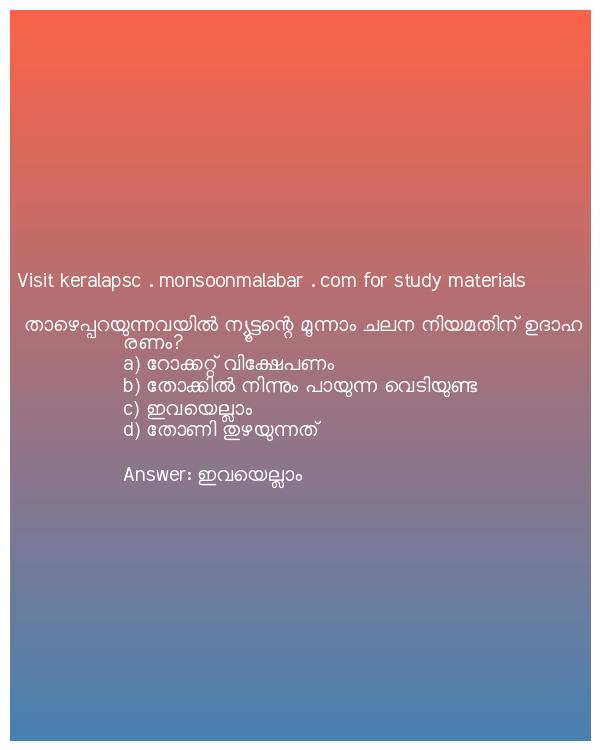 Visit keralapsc . monsoonmalabar . com for study materials
താഴെപ്പറയുന്നവയിൽ ന്യൂട്ടന്റെ മൂന്നാം ചലന നിയമതിന് ഉദാഹ
രണം?
a) റോക്കറ്റ് വിക്ഷേപണം
b) തോക്കിൽ നിന്നും പായുന്ന വെടിയുണ്ട
c) ഇവയെല്ലാം
d) തോണി തുഴയുന്നത്
Answer: ഇവയെല്ലാം